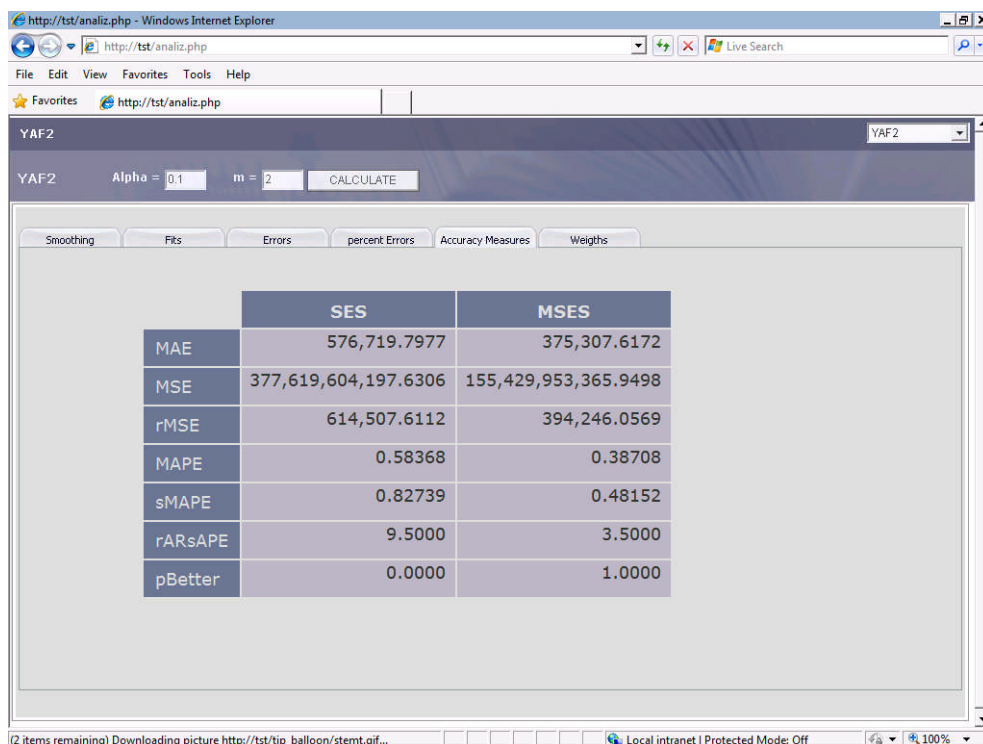 http://tst/analiz.php - Windows Internet Explorer
http://tst/analiz.php
Live Search
File Edit View Favorites Tools Help
Favorites http://tst/analiz.php
YAF2 YAF2
YAF2 Alpha = 0.1 m = 2 CALCULATE
Smoothing Fits Errors percent Errors Accuracy Measures Weigths
SES MSES
MAE 576,719.7977 375,307.6172
MSE 377,619,604,197.6306 155,429,953,365.9498
rMSE 614,507.6112 394,246.0569
MAPE 0.58368 0.38708
sMAPE 0.82739 0.48152
rARsAPE 9.5000 3.5000
pBetter 0.0000 1.0000
(2 items remaining) Downloading picture http://tst/tip_balloon/stemt.gif... Local intranet | Protected Mode: Off 100%